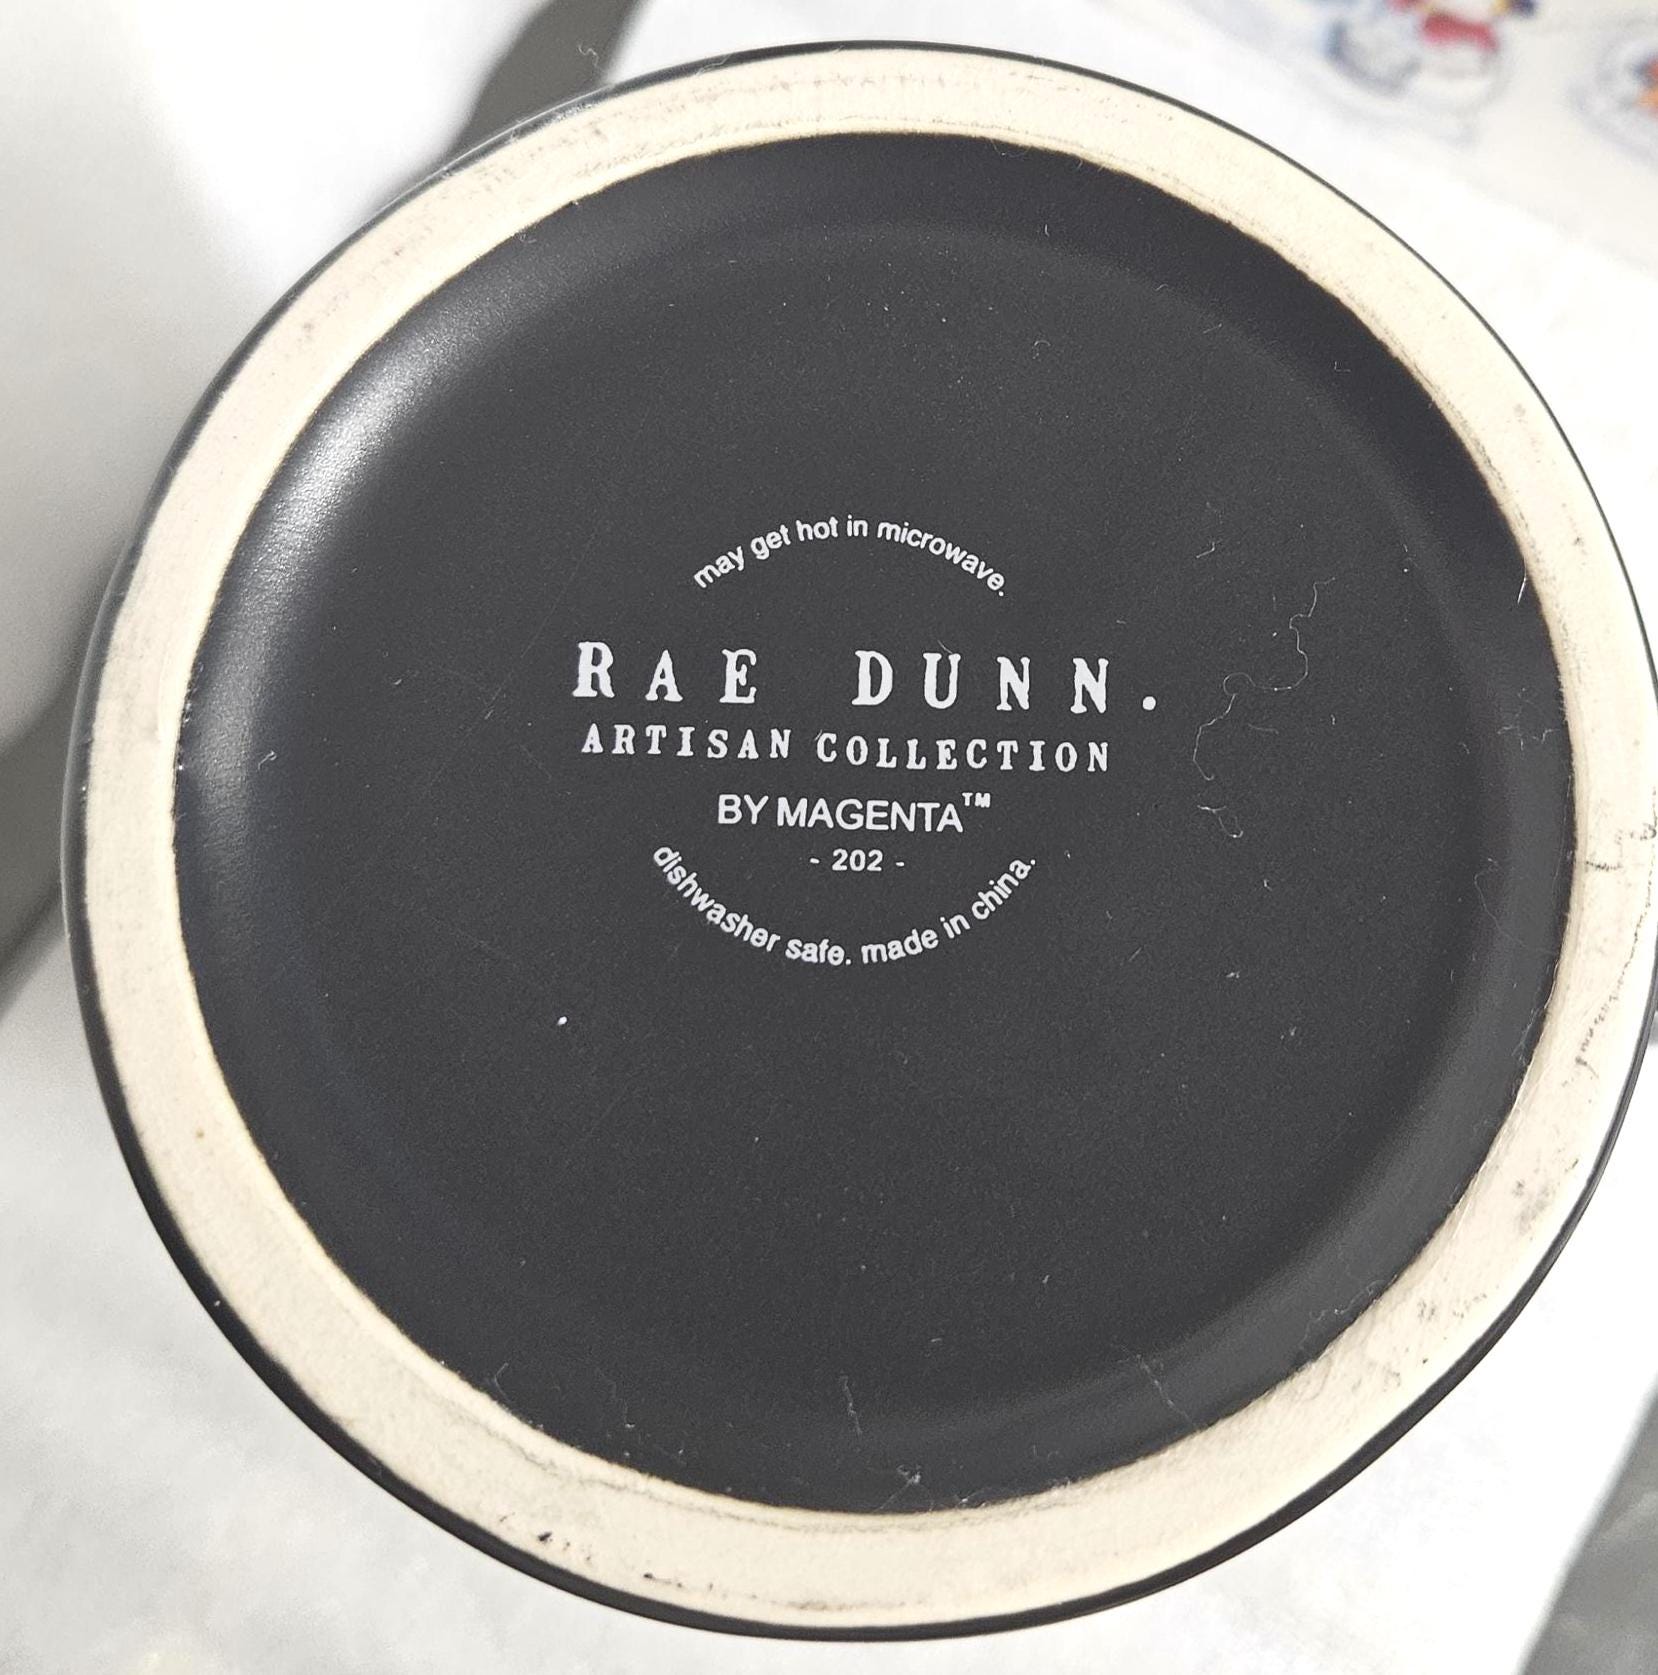 may get hot in microwave.
RAE DUNN.
ARTISAN COLLECTION
BY MAGENTA™
- 202 -
dishwasher safe. made in china.